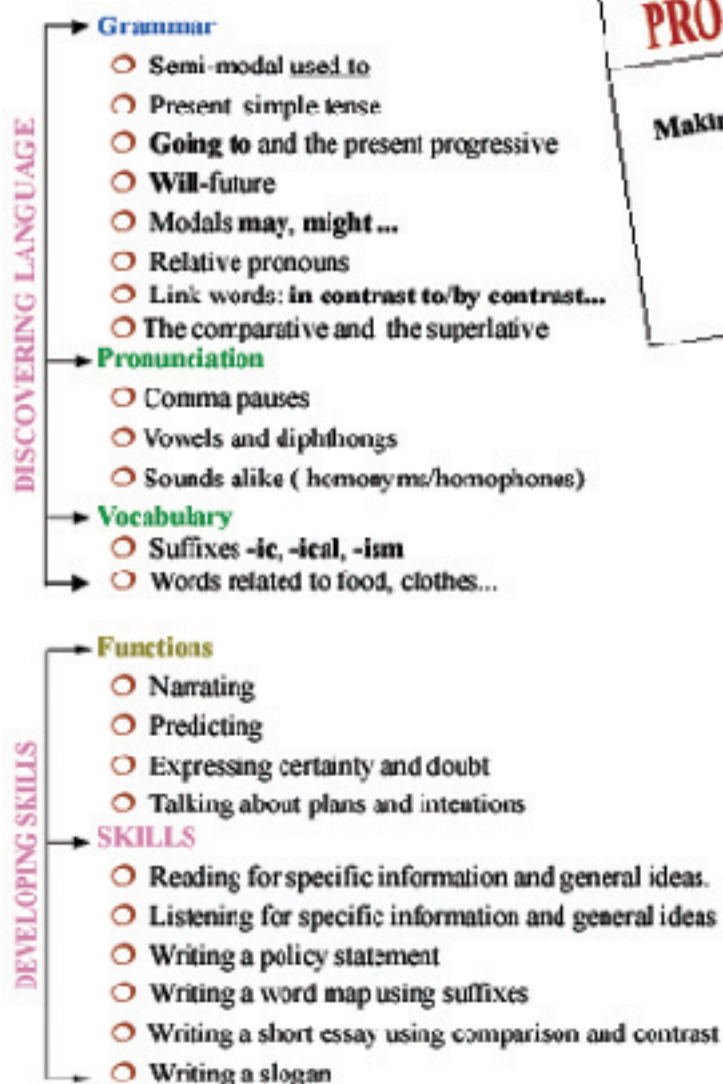 Grammar
Semi-modal used to
Present simple tense
Going to and the present progressive
Will-future
Modals may, might ...
Relative pronouns
Link words: in contrast to/by contrast...
The comparative and the superlative
Pronunciation
Comma pauses
Vowels and diphthongs
Sounds alike ( homonyms/homophones)
Vocabulary
Suffixes -ic, -ical, -ism
Words related to food, clothes...
DISCOVERING LANGUAGE
PRO
Makin
Functions
Narrating
Predicting
Expressing certainty and doubt
Talking about plans and intentions
SKILLS
Reading for specific information and general ideas.
Listening for specific information and general ideas
Writing a policy statement
Writing a word map using suffixes
Writing a short essay using comparison and contrast
Writing a slogan
DEVELOPING SKILLS